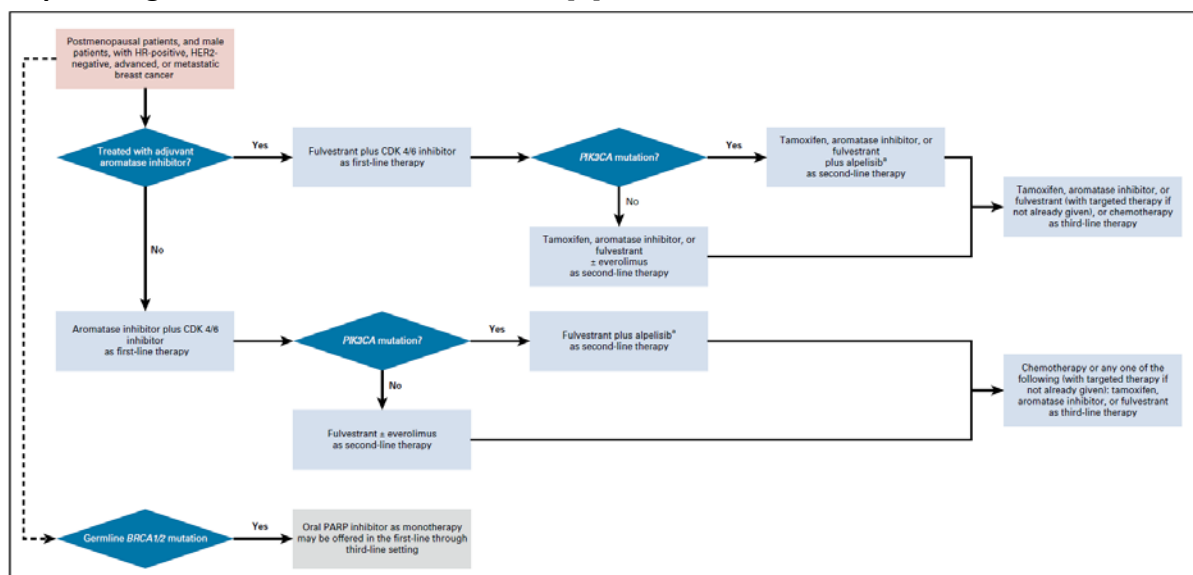 Postmenopausal patients, and male
patients, with HR-positive, HER2-
negative, advanced, or metastatic
breast cancer
Treated with adjuvant
aromatase inhibitor?
Yes
Fulvestrant plus CDK 4/6 inhibitor
as first-line therapy
PIK3CA mutation?
Yes
Tamoxifen, aromatase inhibitor, or
fulvestrant
plus alpelisibª
as second-line therapy
No
Tamoxifen, aromatase inhibitor, or
fulvestrant
± everolimus
as second-line therapy
Tamoxifen, aromatase inhibitor, or
fulvestrant (with targeted therapy if
not already given), or chemotherapy
as third-line therapy
No
Aromatase inhibitor plus CDK 4/6
inhibitor
as first-line therapy
PIK3CA mutation?
Yes
Fulvestrant plus alpelisibª
as second-line therapy
No
Fulvestrant ± everolimus
as second-line therapy
Chemotherapy or any one of the
following (with targeted therapy if
not already given): tamoxifen,
aromatase inhibitor, or fulvestrant
as third-line therapy
Germline BRCA1/2 mutation
Yes
Oral PARP inhibitor as monotherapy
may be offered in the first-line through
third-line setting